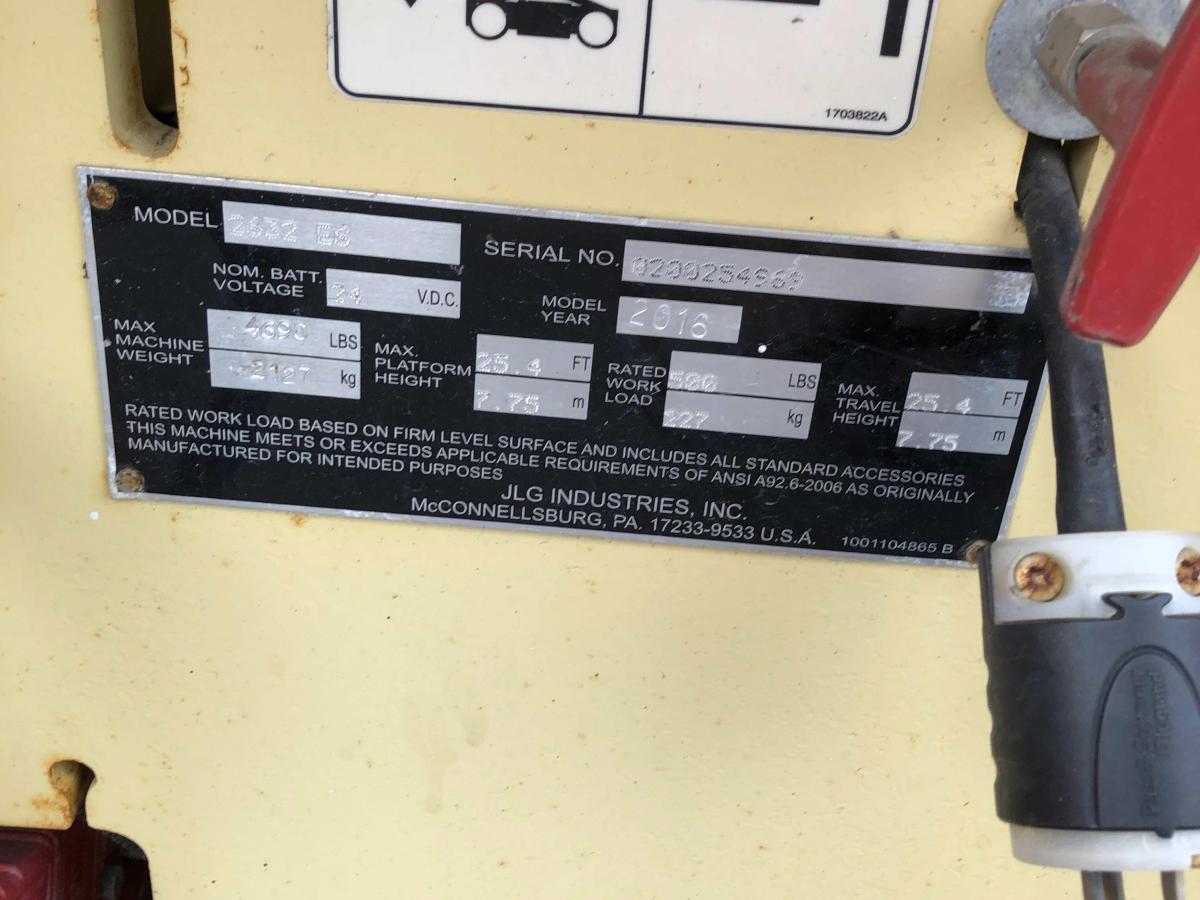 1703822A
MODEL 2632 ES
SERIAL NO. 0200254969
NOM. BATT. VOLTAGE 24 V.D.C.
MODEL YEAR 2016
MAX MACHINE WEIGHT 4690 LBS
2127 kg
MAX. PLATFORM HEIGHT 25.4 FT
7.75 m
RATED WORK LOAD 500 LBS
227 kg
MAX. TRAVEL HEIGHT 25.4 FT
7.75 m
RATED WORK LOAD BASED ON FIRM LEVEL SURFACE AND INCLUDES ALL STANDARD ACCESSORIES
THIS MACHINE MEETS OR EXCEEDS APPLICABLE REQUIREMENTS OF ANSI A92.6-2006 AS ORIGINALLY
MANUFACTURED FOR INTENDED PURPOSES
JLG INDUSTRIES, INC.
McCONNELLSBURG, PA. 17233-9533 U.S.A.
1001104865 B